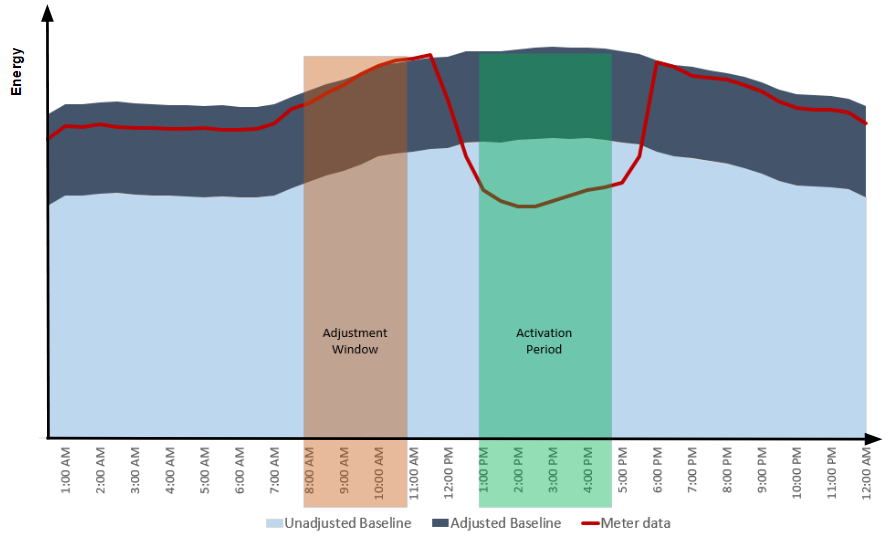 Energy
Adjustment
Window
Activation
Period
1:00 AM
2:00 AM
3:00 AM
4:00 AM
5:00 AM
6:00 AM
7:00 AM
8:00 AM
9:00 AM
10:00 AM
11:00 AM
12:00 PM
1:00 PM
2:00 PM
3:00 PM
4:00 PM
5:00 PM
6:00 PM
7:00 PM
8:00 PM
9:00 PM
10:00 PM
11:00 PM
12:00 AM
Unadjusted Baseline Adjusted Baseline Meter data